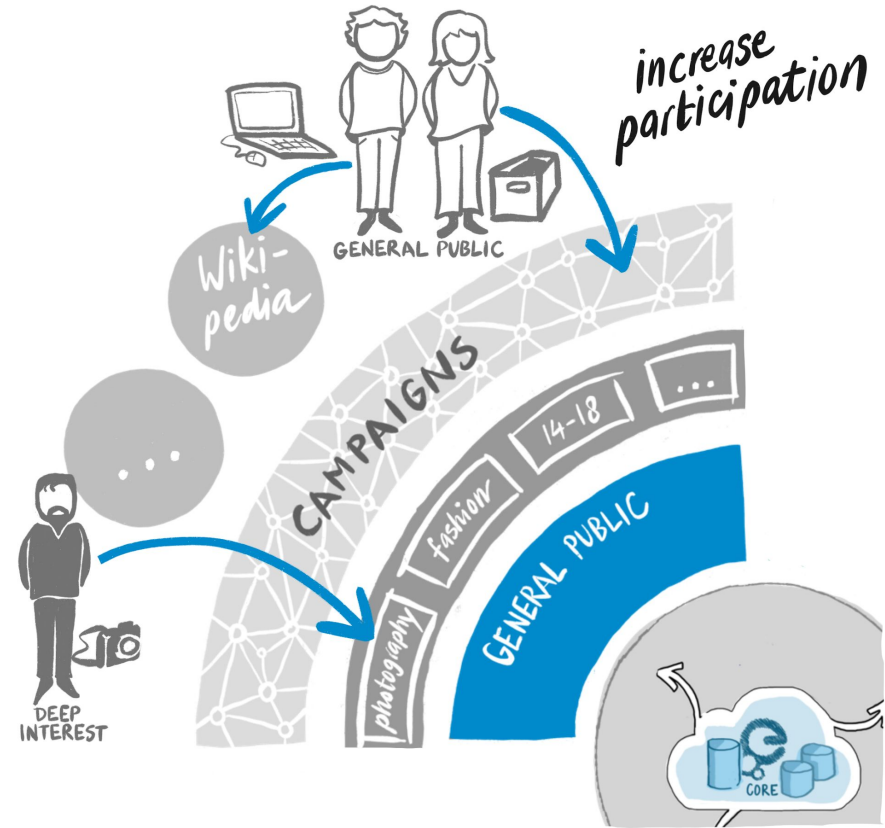 increase
participation
GENERAL PUBLIC
Wiki-
pedia
...
CAMPAIGNS
photography
fashion
14-18
...
GENERAL PUBLIC
DEEP
INTEREST
e
CORE